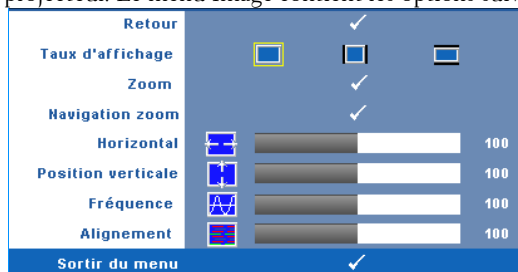 projecteur. Le menu Image contient les options sui
Retour
Taux d'affichage
Zoom
Navigation zoom
Horizontal 100
Position verticale 100
Fréquence 100
Alignement 100
Sortir du menu